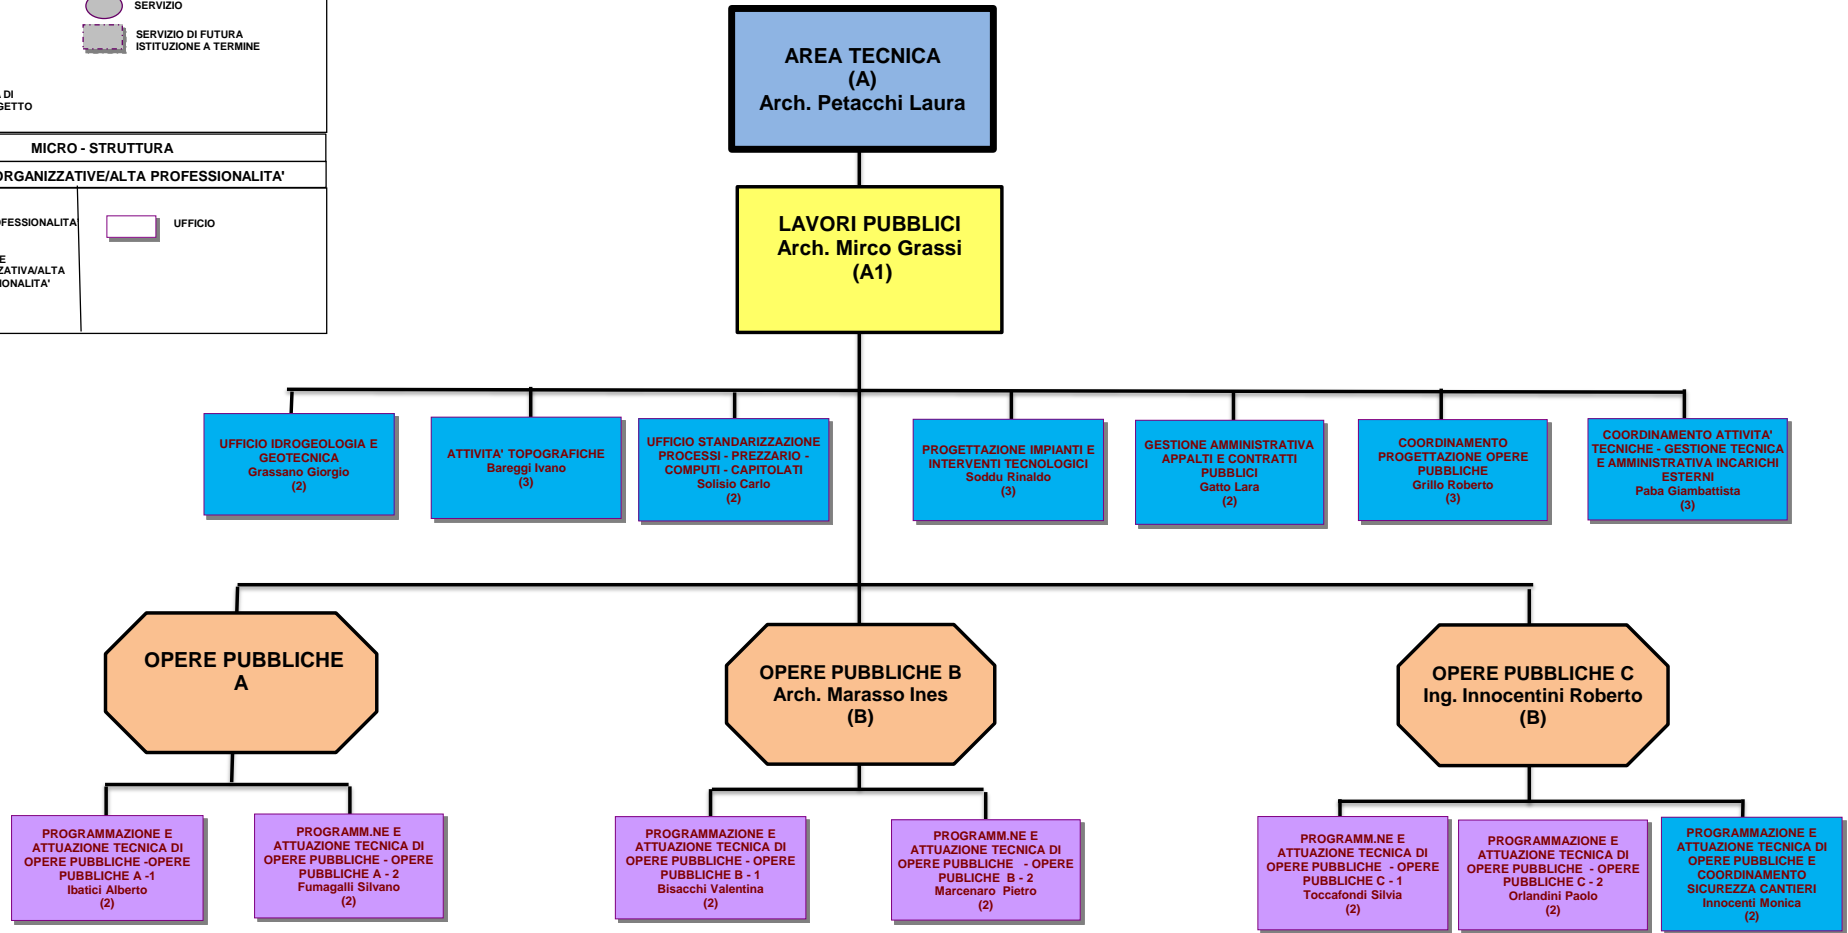 SERVIZIO
SERVIZIO DI FUTURA
ISTITUZIONE A TERMINE
DI
MICRO - STRUTTURA
ORGANIZZATIVE/ALTA PROFESSIONALITA'
UFFICIO
AREA TECNICA
(A)
Arch. Petacchi Laura
LAVORI PUBBLICI
Arch. Mirco Grassi
(A1)
UFFICIO IDROGEOLOGIA E
GEOTECNICA
Grassano Giorgio
(2)
ATTIVITA' TOPOGRAFICHE
Bareggi Ivano
(3)
UFFICIO STANDARIZZAZIONE
PROCESSI - PREZZARIO -
COMPUTI - CAPITOLATI
Solisio Carlo
(2)
PROGETTAZIONE IMPIANTI E
INTERVENTI TECNOLOGICI
Soddu Rinaldo
(3)
GESTIONE AMMINISTRATIVA
APPALTI E CONTRATTI
PUBBLICI
Gatto Lara
(2)
COORDINAMENTO
PROGETTAZIONE OPERE
PUBBLICHE
Grillo Roberto
(3)
COORDINAMENTO ATTIVITA'
TECNICHE - GESTIONE TECNICA
E AMMINISTRATIVA INCARICHI
ESTERNI
Paba Giambattista
(3)
OPERE PUBBLICHE
A
OPERE PUBBLICHE B
Arch. Marasso Ines
(B)
OPERE PUBBLICHE C
Ing. Innocentini Roberto
(B)
PROGRAMMAZIONE E
ATTUAZIONE TECNICA DI
OPERE PUBBLICHE -OPERE
PUBBLICHE A -1
Ibatici Alberto
(2)
PROGRAMM.NE E
ATTUAZIONE TECNICA DI
OPERE PUBBLICHE - OPERE
PUBBLICHE A - 2
Fumagalli Silvano
(2)
PROGRAMMAZIONE E
ATTUAZIONE TECNICA DI
OPERE PUBBLICHE - OPERE
PUBBLICHE B - 1
Bisacchi Valentina
(2)
PROGRAMM.NE E
ATTUAZIONE TECNICA DI
OPERE PUBBLICHE - OPERE
PUBLICHE B - 2
Marcenaro Pietro
(2)
PROGRAMM.NE E
ATTUAZIONE TECNICA DI
OPERE PUBBLICHE - OPERE
PUBBLICHE C - 1
Toccafondi Silvia
(2)
PROGRAMMAZIONE E
ATTUAZIONE TECNICA DI
OPERE PUBBLICHE - OPERE
PUBBLICHE C - 2
Orlandini Paolo
(2)
PROGRAMMAZIONE E
ATTUAZIONE TECNICA DI
OPERE PUBBLICHE E
COORDINAMENTO
SICUREZZA CANTIERI
Innocenti Monica
(2)